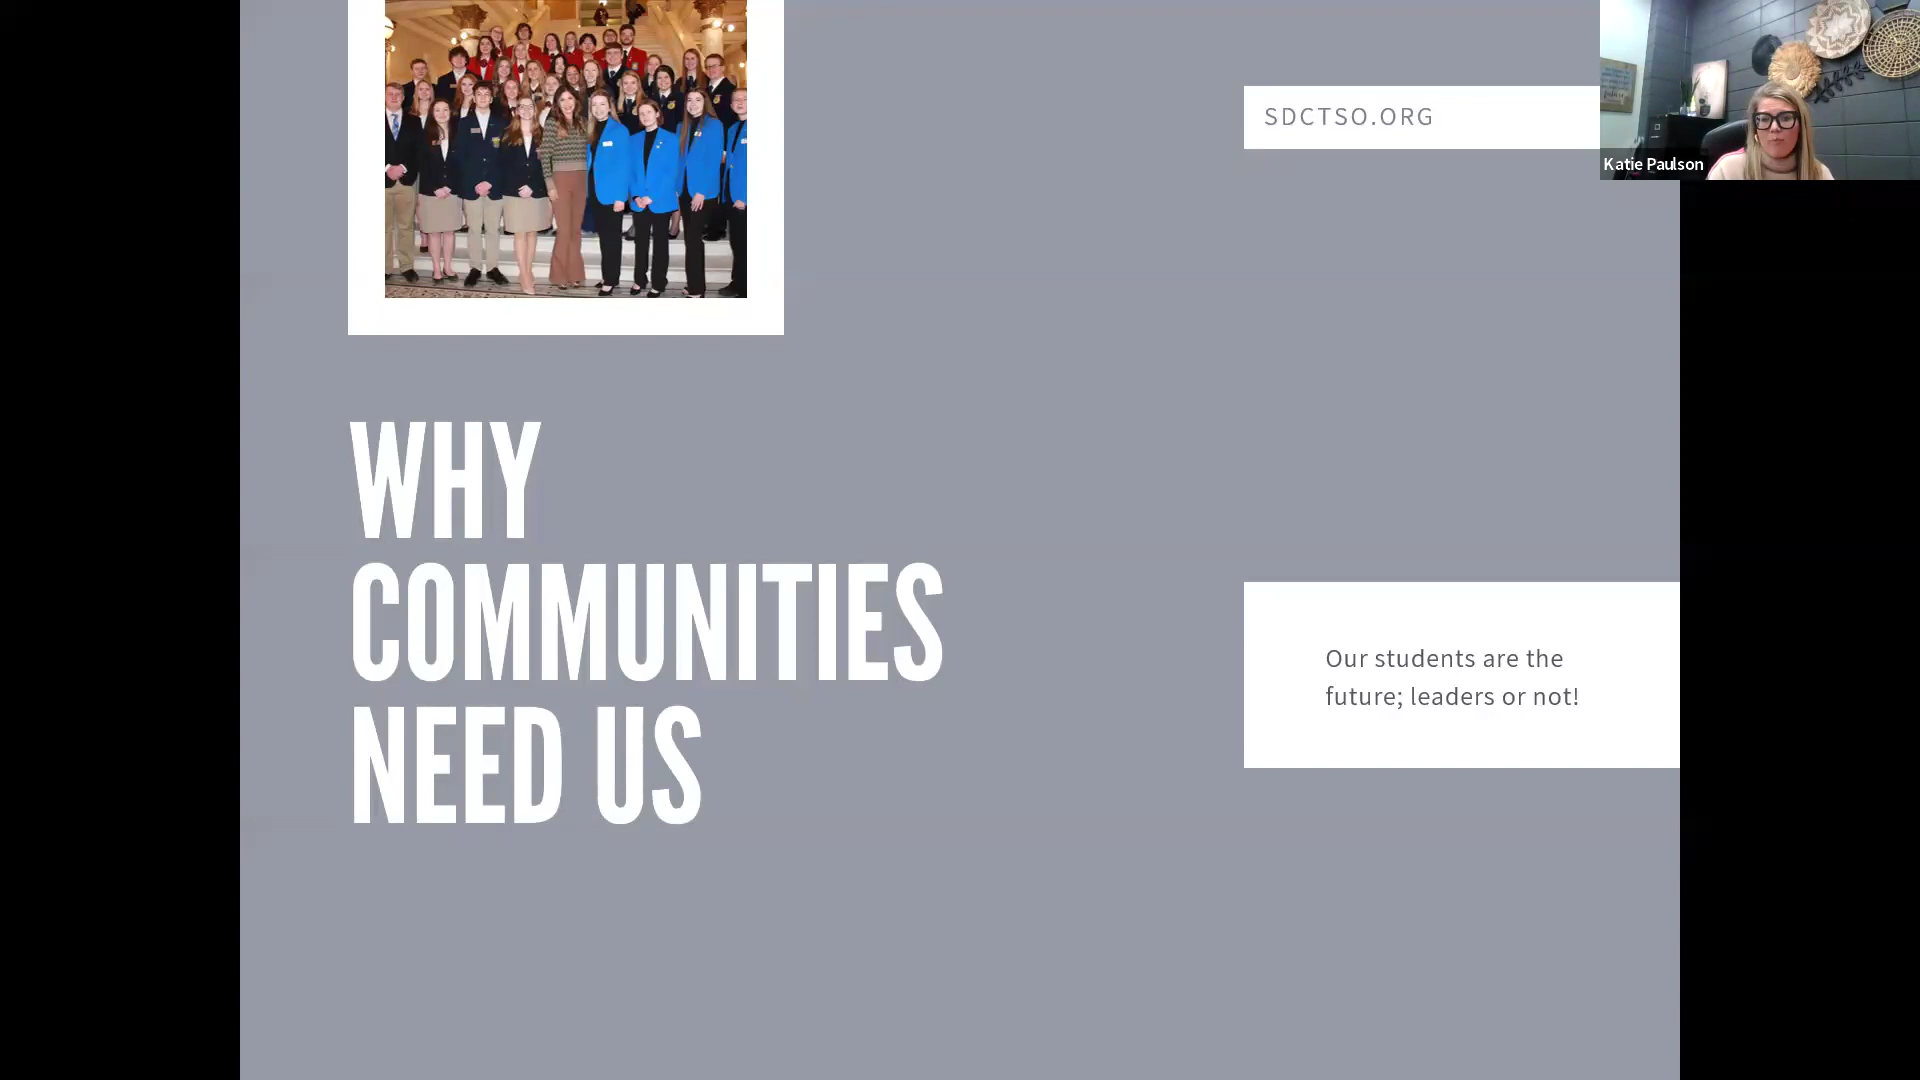 SDCTSO.ORG
Katie Paulson
WHY
COMMUNITIES
NEED US
Our students are the
future; leaders or not!